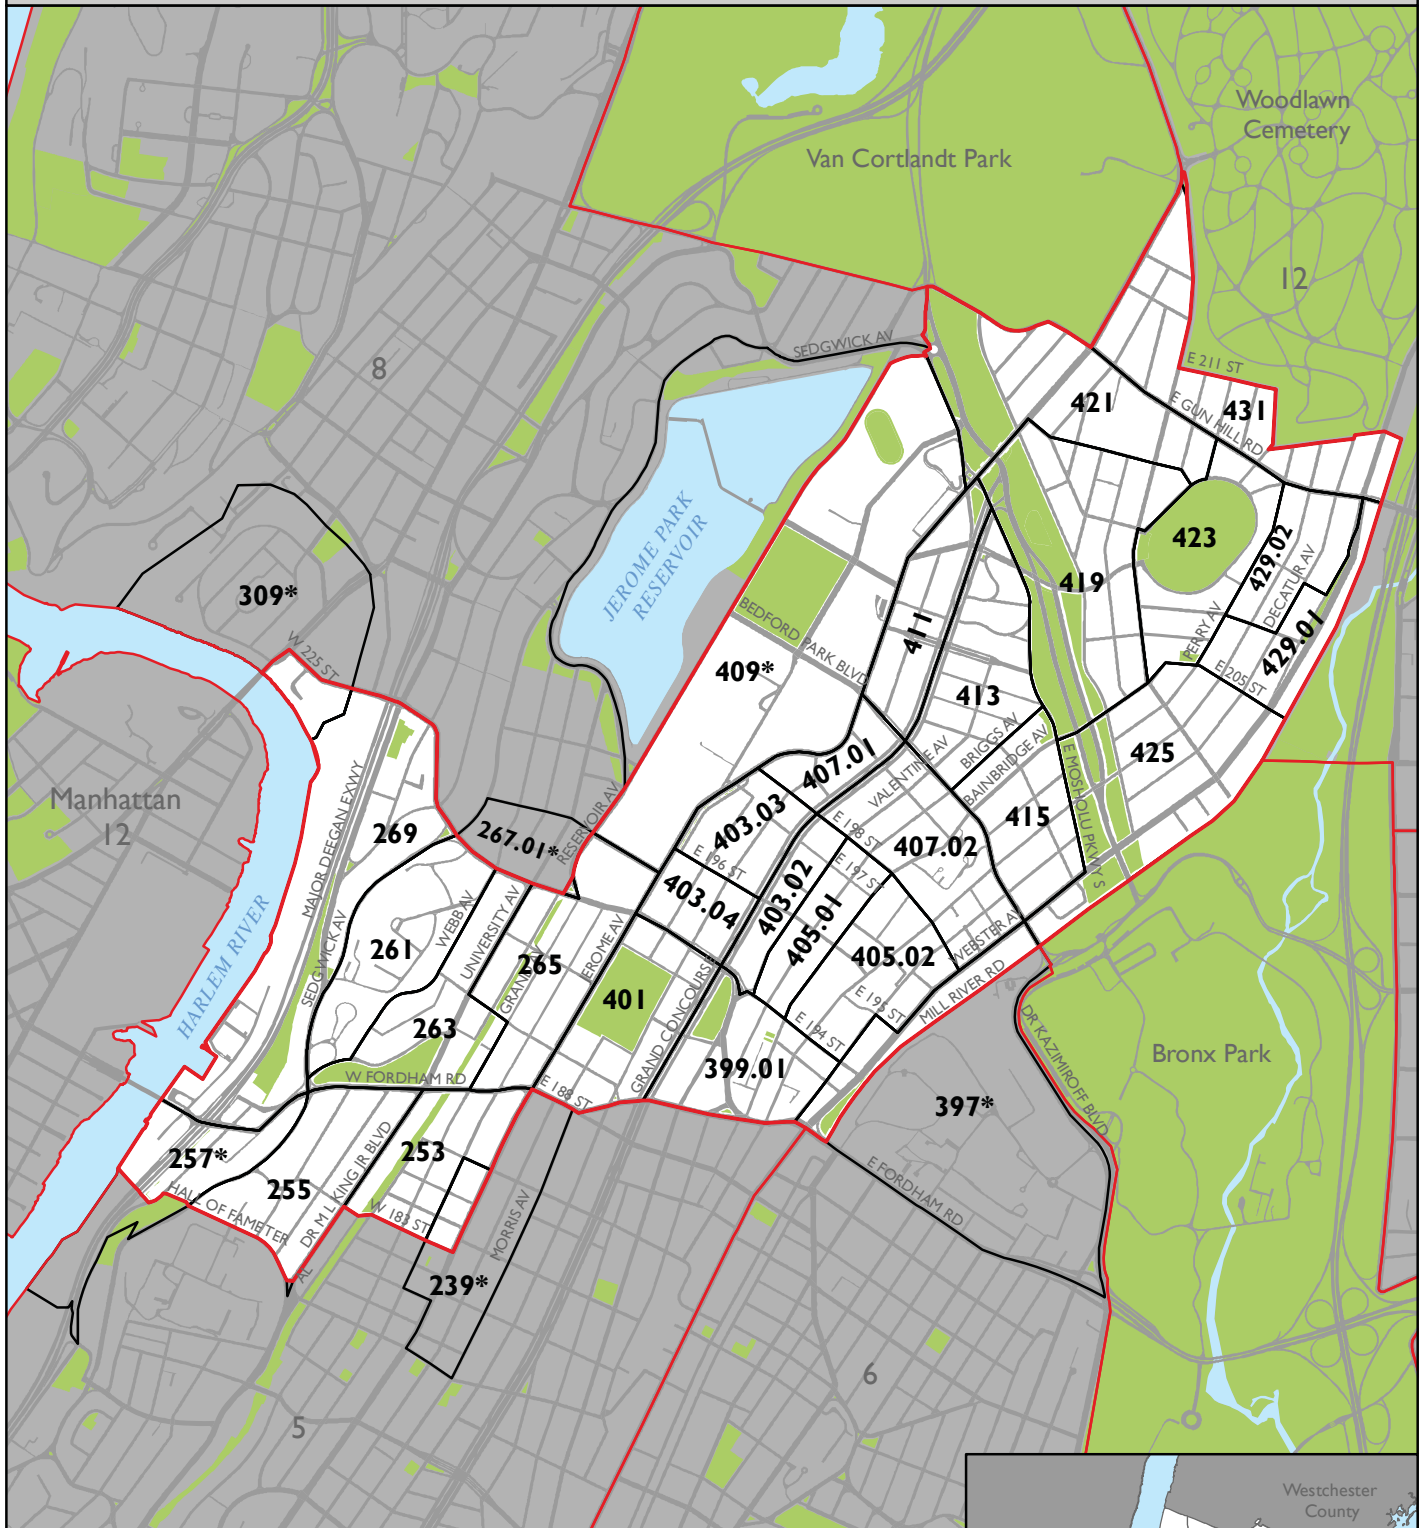 Woodlawn
Cemetery
Van Cortlandt Park
12
SEDGWICK AV
E 211 ST
8
421
E GUN HILL RD
431
JEROME PARK
RESERVOIR
423
429.02
DECATUR AV
309*
419
BEDFORD PARK BLVD
411
PERRY AV
429.01
W 225 ST
409*
E 205 ST
413
BRIGGS AV
BAINBRIDGE AV
VALENTINE AV
407.01
425
E MOSHOLU PKWY S
Manhattan
12
MAJOR DEEGAN EXWY
269
267.01*
RESERVOIR AV
403.03
E 198 ST
415
407.02
E 196 ST
E 197 ST
403.04
403.02
405.01
HARLEM RIVER
SEDGWICK AV
261
WEBB AV
UNIVERSITY AV
265
GRAND
JEROME AV
405.02
WEBSTER AV
401
E 195 ST
MILL RIVER RD
263
GRAND CONCOURSE
E 194 ST
DR KAZIMIROFF BLVD
Bronx Park
W FORDHAM RD
E 188 ST
399.01
397*
257*
253
255
DR M L KING JR BLVD
HALL OF FAME TER
W 183 ST
MORRIS AV
E FORDHAM RD
AL
239*
6
5
Westchester
County